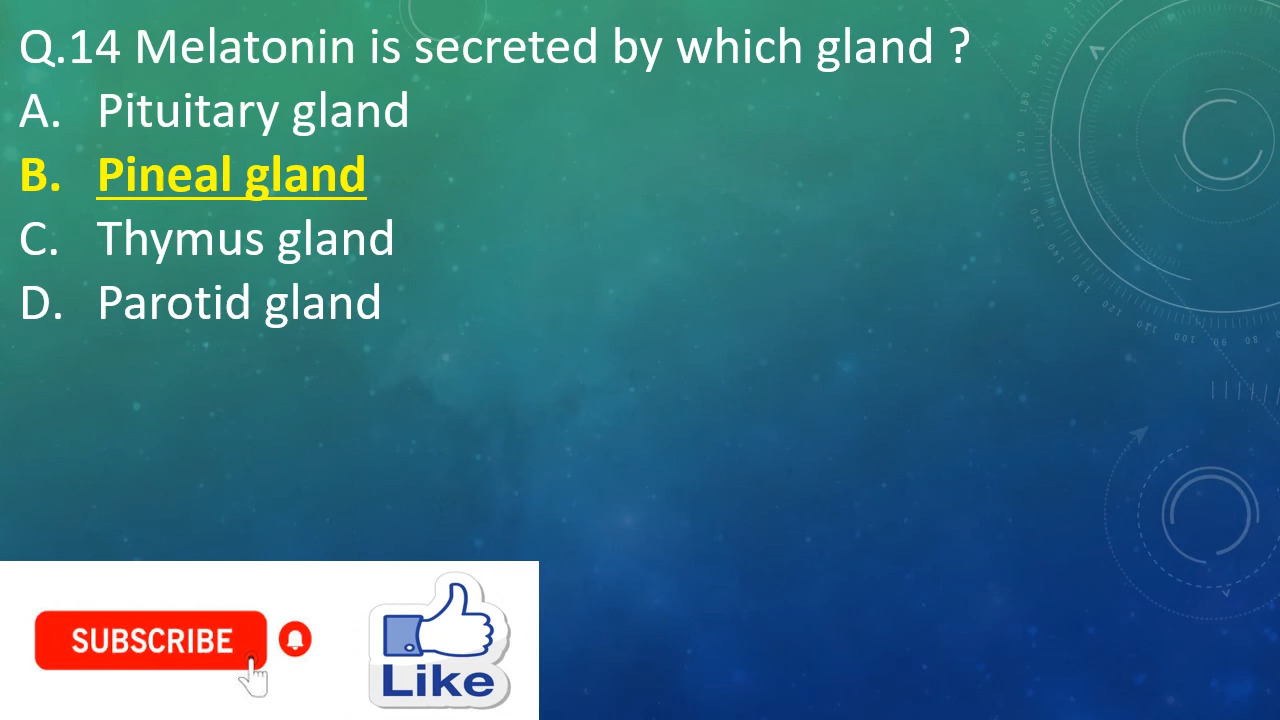 Q.14 Melatonin is secreted by which gland ?
A. Pituitary gland
B. Pineal gland
C. Thymus gland
D. Parotid gland
SUBSCRIBE
Like